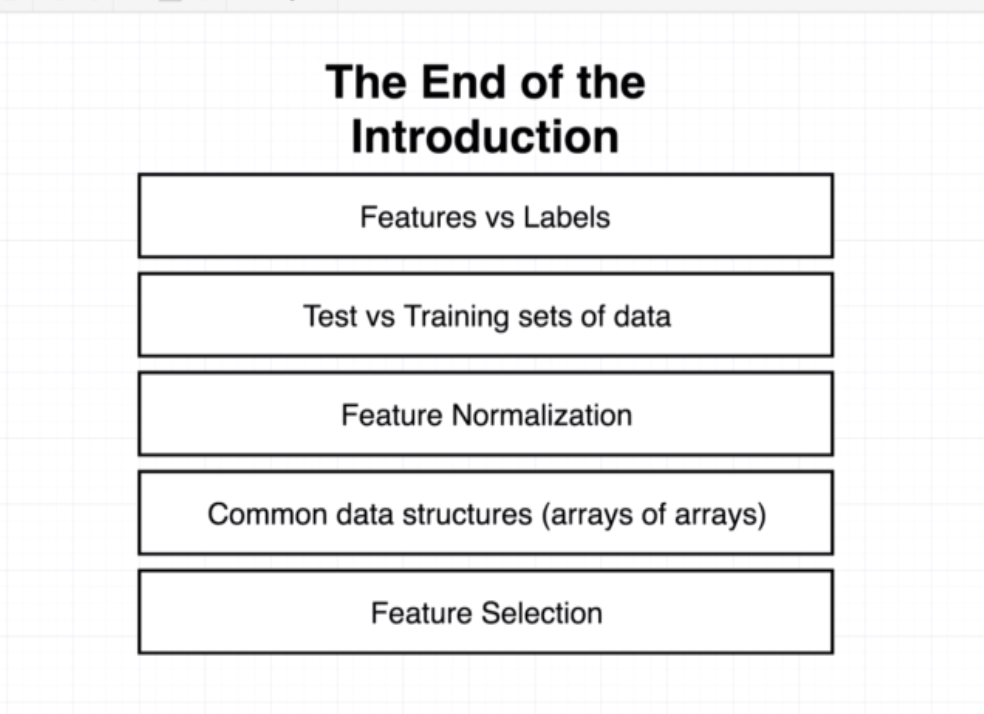 The End of the
Introduction
Features vs Labels
Test vs Training sets of data
Feature Normalization
Common data structures (arrays of arrays)
Feature Selection